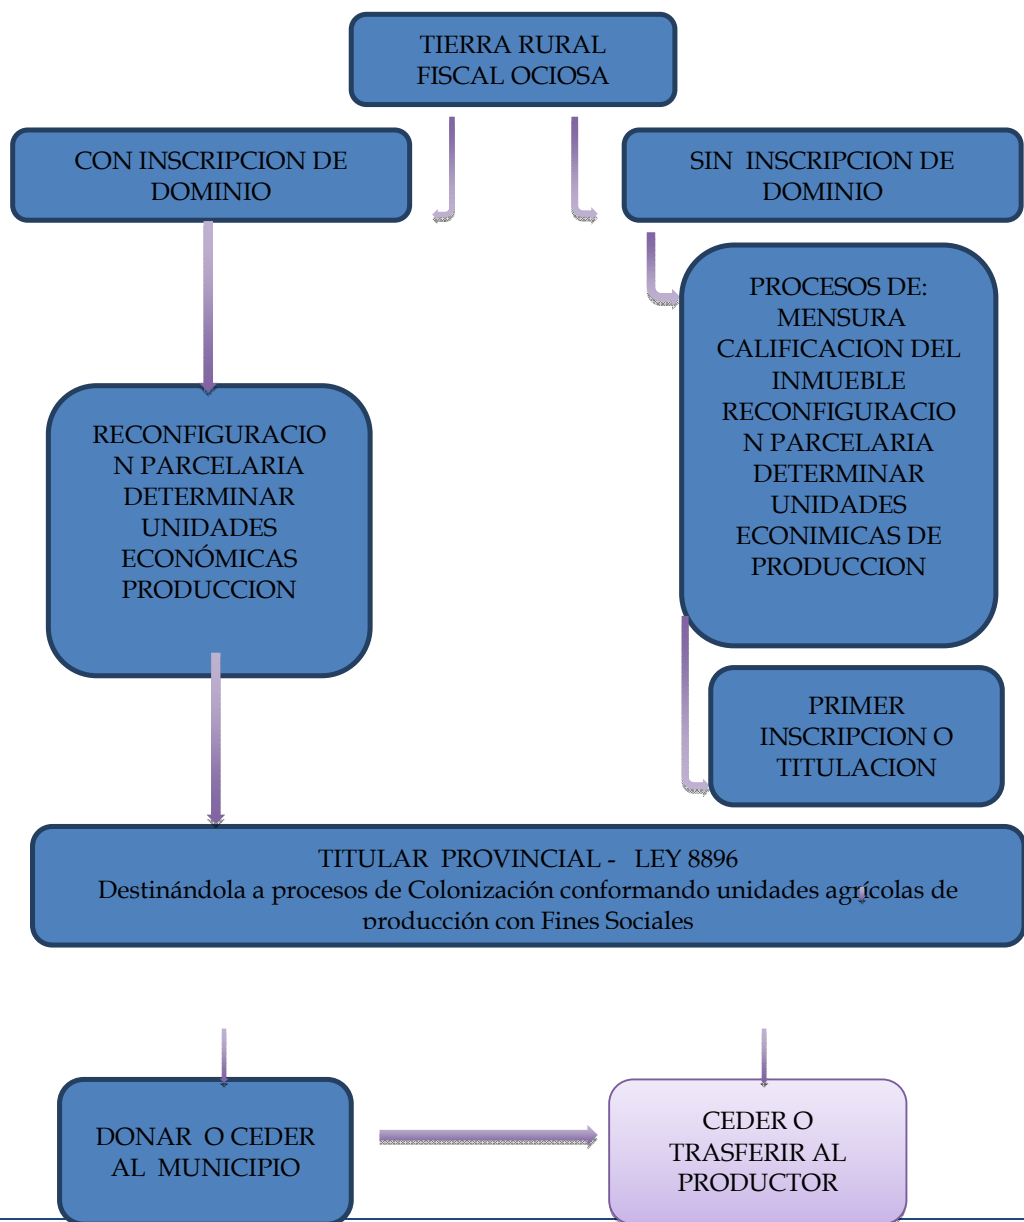 TIERRA RURAL
FISCAL OCIOSA
CON INSCRIPCION DE
DOMINIO
SIN INSCRIPCION DE
DOMINIO
PROCESOS DE:
MENSURA
CALIFICACION DEL
INMUEBLE
RECONFIGURACIO
N PARCELARIA
DETERMINAR
UNIDADES
ECONIMICAS DE
PRODUCCION
RECONFIGURACIO
N PARCELARIA
DETERMINAR
UNIDADES
ECONÓMICAS
PRODUCCION
PRIMER
INSCRIPCION O
TITULACION
TITULAR PROVINCIAL - LEY 8896
Destinándola a procesos de Colonización conformando unidades agrícolas de
producción con Fines Sociales
DONAR O CEDER
AL MUNICIPIO
CEDER O
TRASFERIR AL
PRODUCTOR